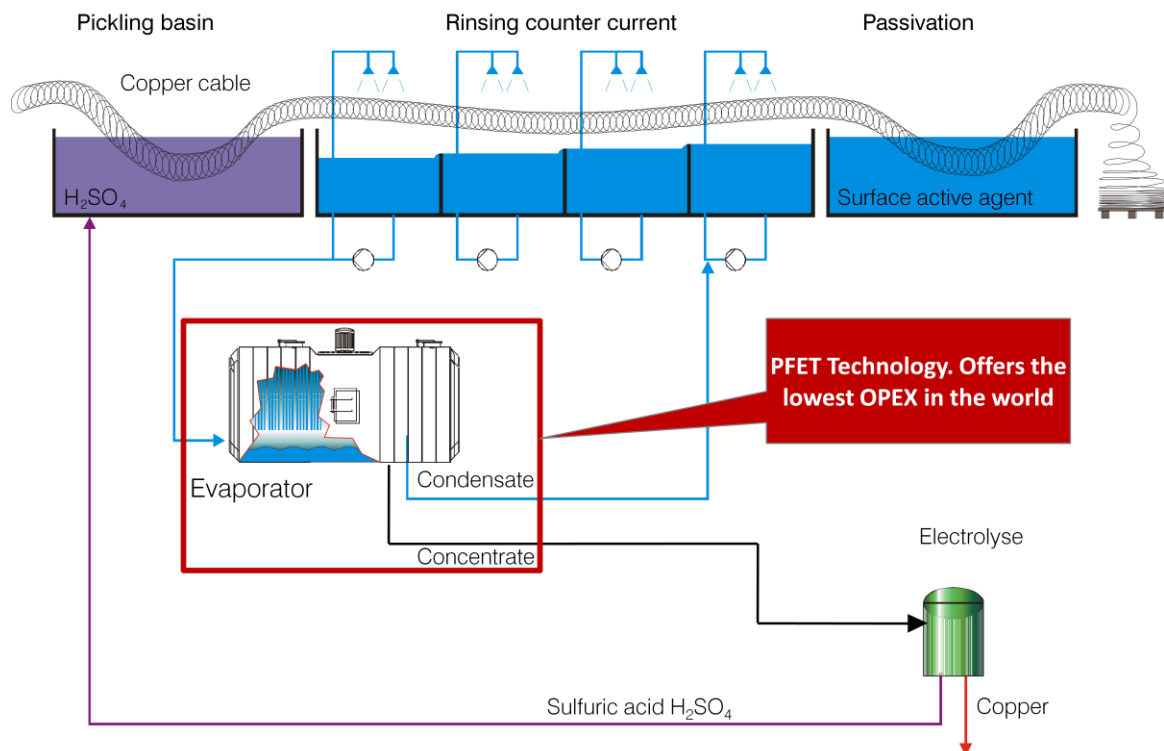 Pickling basin
Rinsing counter current
Passivation
Copper cable
H₂SO₄
Surface active agent
PFET Technology. Offers the
lowest OPEX in the world
Condensate
Evaporator
Concentrate
Electrolyse
Sulfuric acid H₂SO₄
Copper